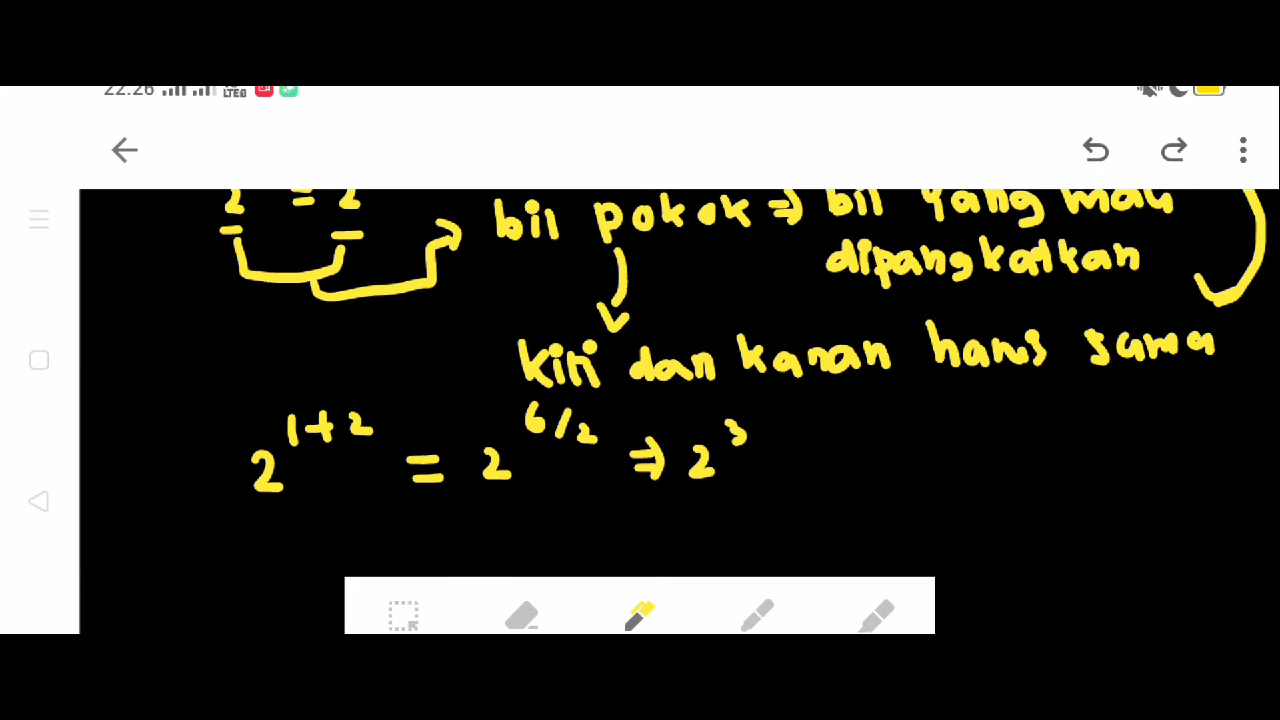 22.26
2 = 2 bil pokok ⇒ bil yang mau
dipangkatkan
kiri dan kanan harus sama
2^{1+2} = 2^{6/2} ⇒ 2^3